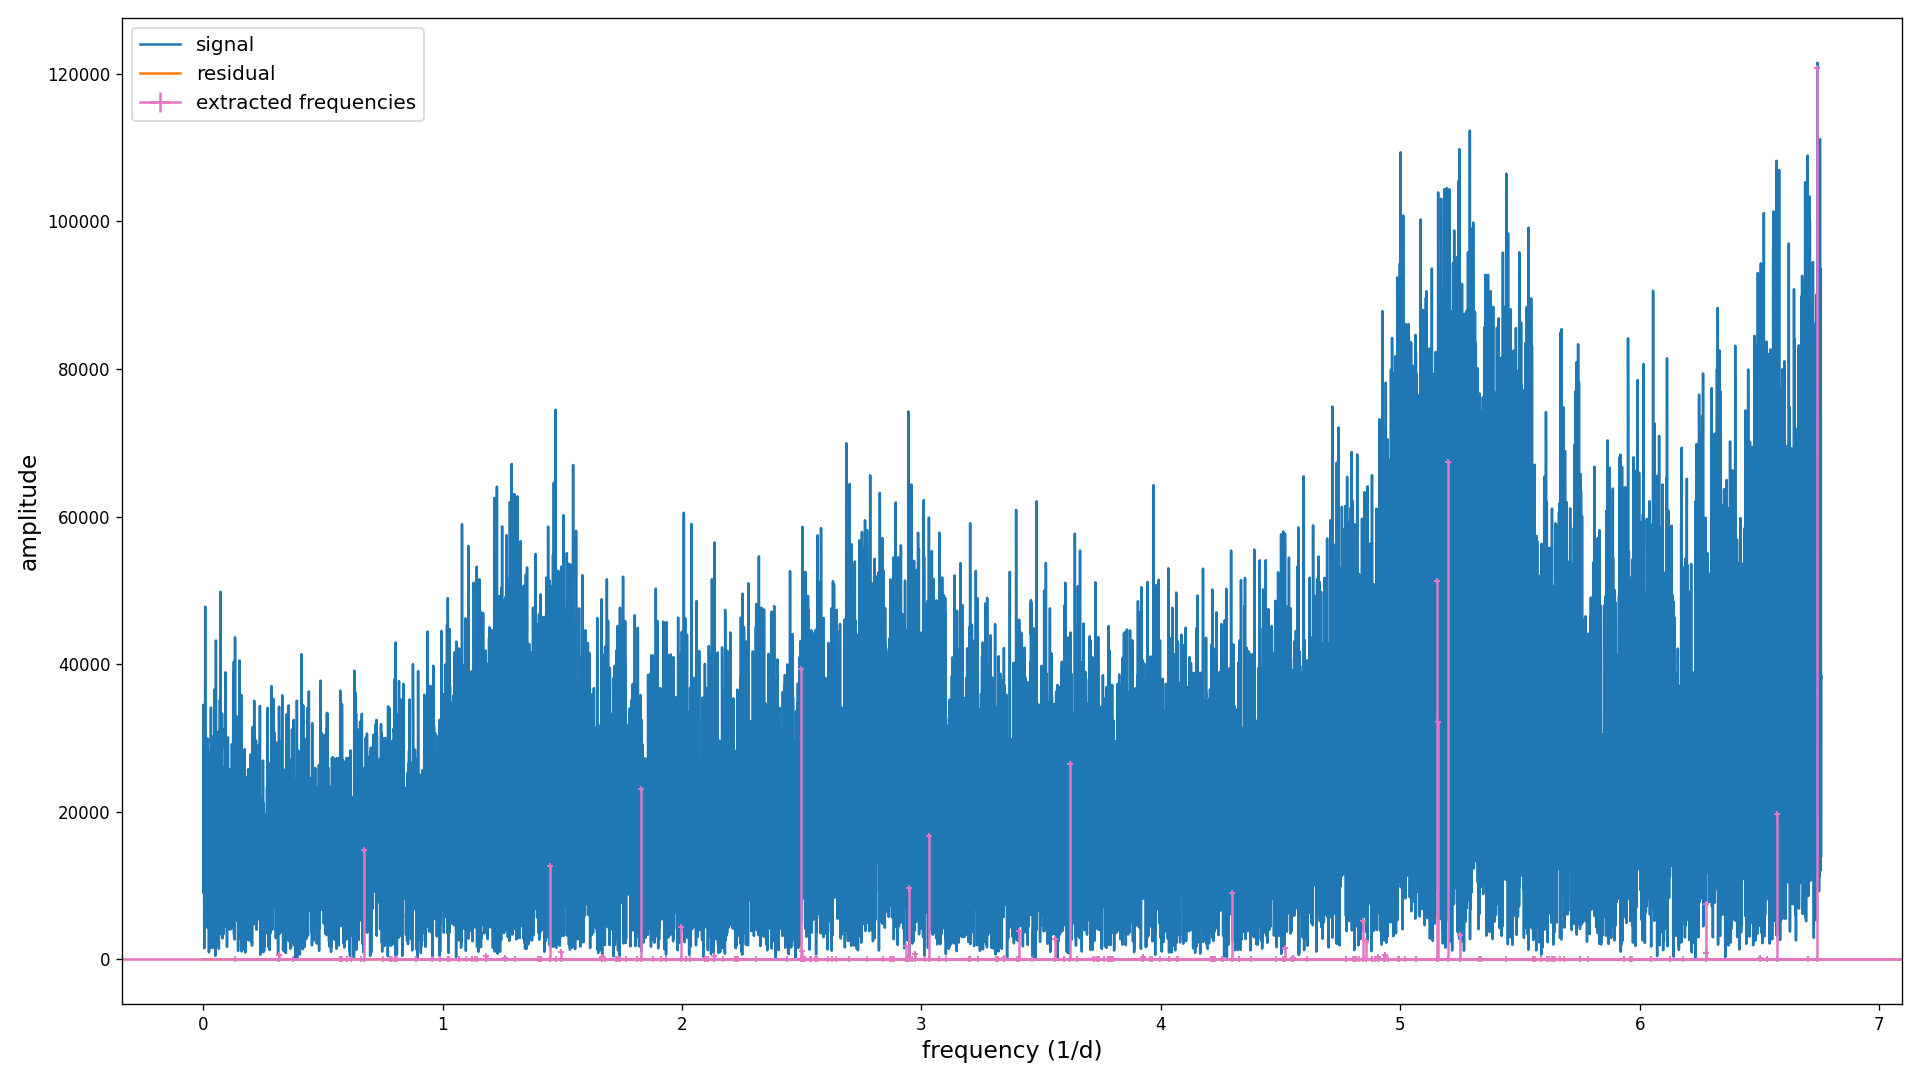 signal
residual
extracted frequencies
120000
100000
80000
60000
40000
20000
0
amplitude
0 1 2 3 4 5 6 7
frequency (1/d)